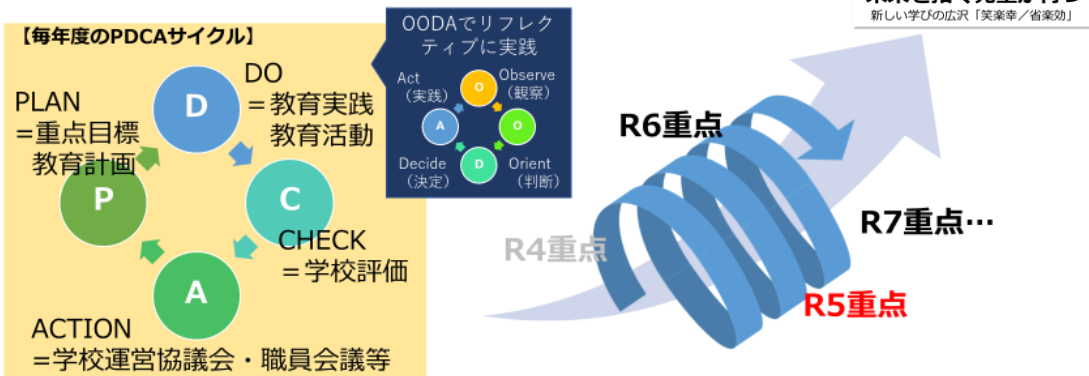 【毎年度のPDCAサイクル】
PLAN
＝重点目標
教育計画
D
DO
＝教育実践
教育活動
P
C
CHECK
＝学校評価
A
ACTION
＝学校運営協議会・職員会議等
OODAでリフレク
ティブに実践
Act
（実践）
O
Observe
（観察）
A
O
Decide
（決定）
D
Orient
（判断）
R4重点
R5重点
R6重点
R7重点…
新しい学びの広沢「笑楽幸／省楽効」